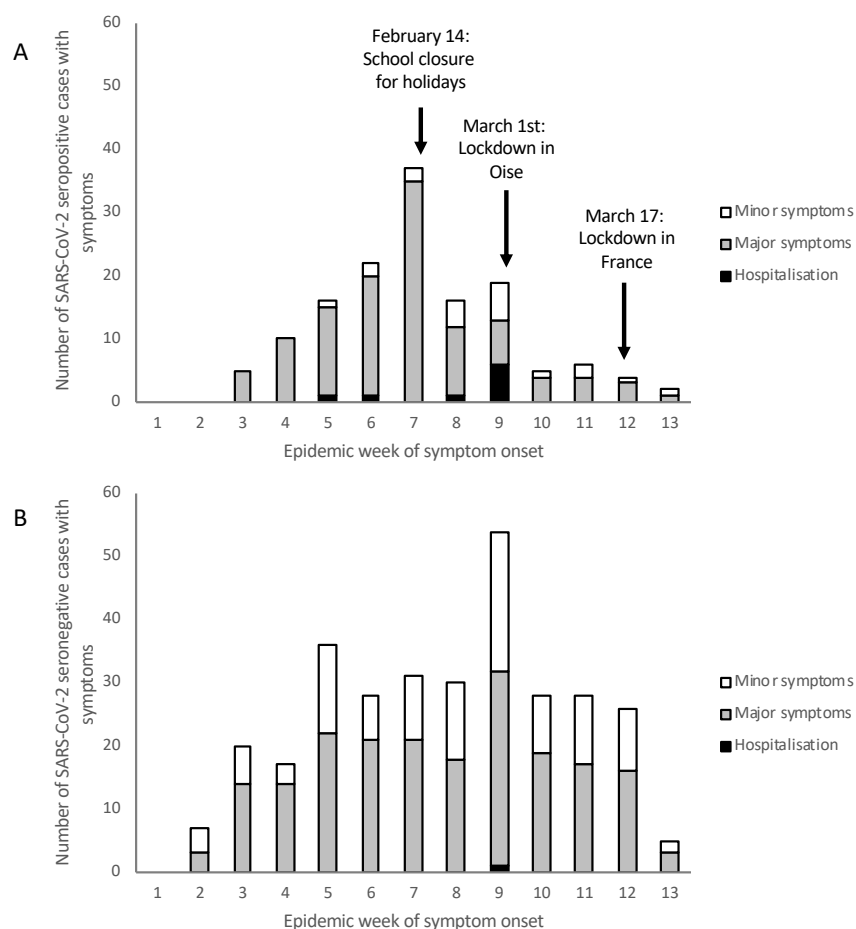 A
Number of SARS-CoV-2 seropositive cases with
symptoms
60
50
40
30
20
10
0
February 14:
School closure
for holidays
March 1st:
Lockdown in
Oise
March 17:
Lockdown in
France
Minor symptoms
Major symptoms
Hospitalisation
1 2 3 4 5 6 7 8 9 10 11 12 13
Epidemic week of symptom onset
B
Number of SARS-CoV-2 seronegative cases with
symptoms
60
50
40
30
20
10
0
Minor symptoms
Major symptoms
Hospitalisation
1 2 3 4 5 6 7 8 9 10 11 12 13
Epidemic week of symptom onset